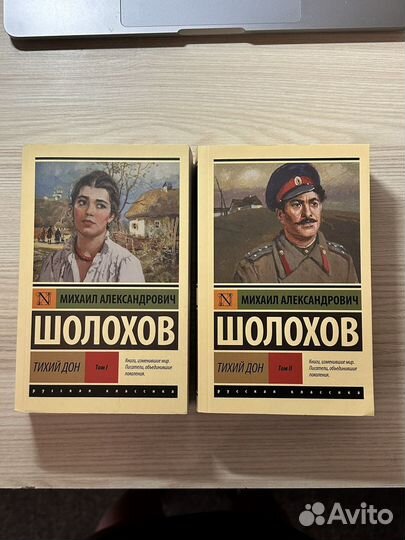 МИХАИЛ АЛЕКСАНДРОВИЧ
ШОЛОХОВ
ТИХИЙ ДОН
Том I
Книги, изменившие мир.
Писатели, объединившие
поколения.
русская классика
МИХАИЛ АЛЕКСАНДРОВИЧ
ШОЛОХОВ
ТИХИЙ ДОН
Том II
Книги, изменившие мир.
Писатели, объединившие
поколения.
русская классика
Avito